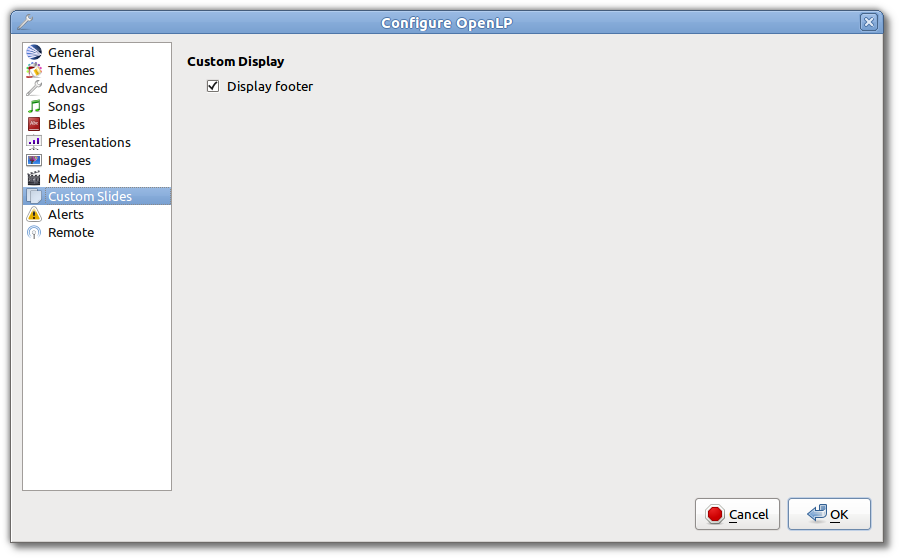 Configure OpenLP
General
Themes
Advanced
Songs
Bibles
Presentations
Images
Media
Custom Slides
Alerts
Remote
Custom Display
Display footer
Cancel
OK